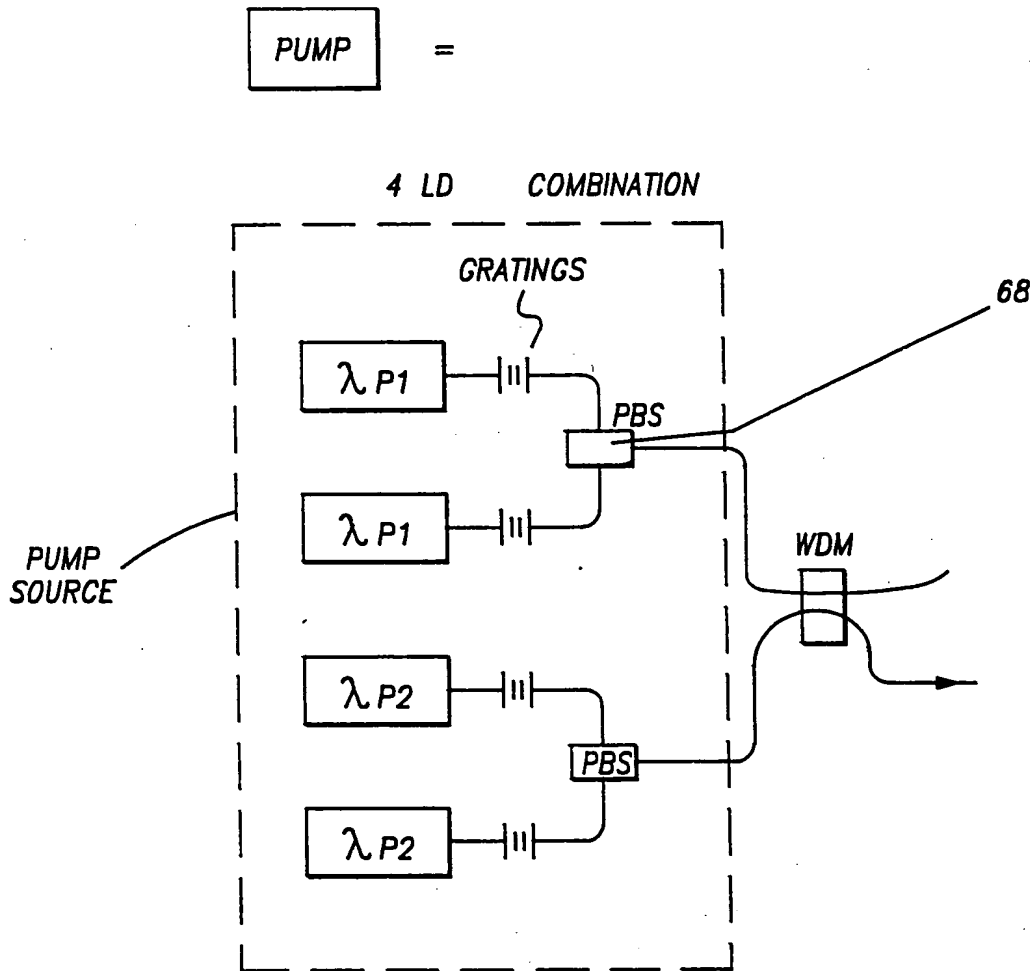 PUMP =
4 LD COMBINATION
GRATINGS
68
λ P1
PBS
λ P1
PUMP
SOURCE
WDM
λ P2
PBS
λ P2